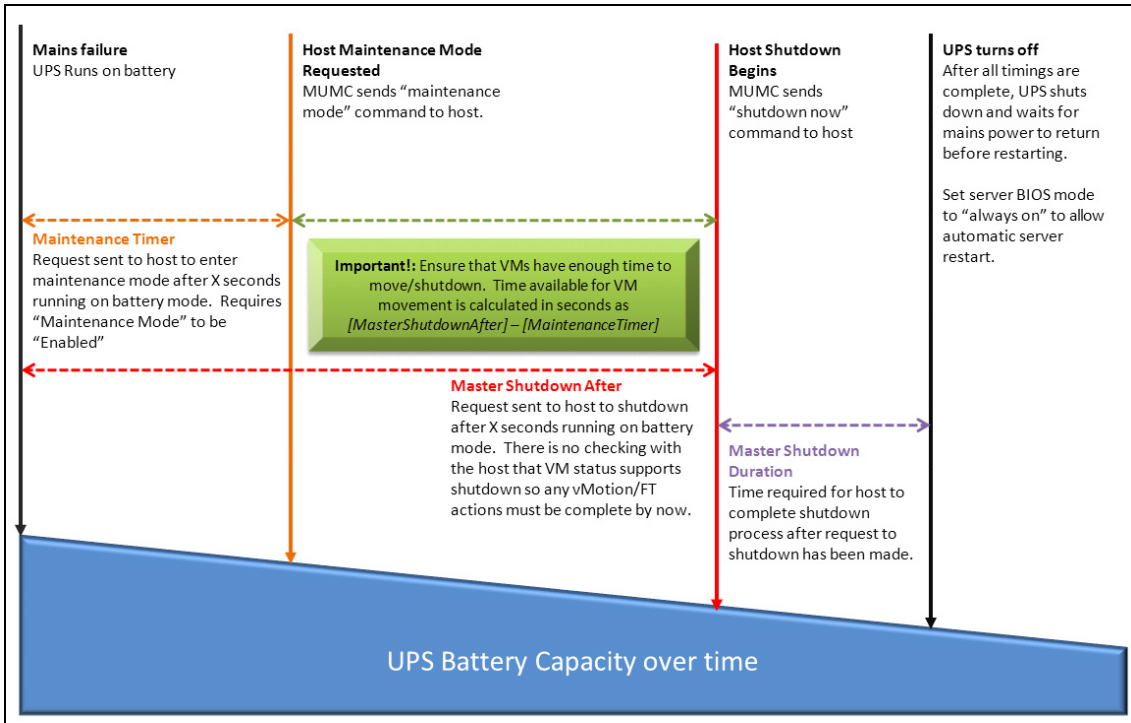 Mains failure
UPS Runs on battery
Host Maintenance Mode
Requested
MUMC sends “maintenance
mode” command to host.
Host Shutdown
Begins
MUMC sends
“shutdown now”
command to host
UPS turns off
After all timings are
complete, UPS shuts
down and waits for
mains power to return
before restarting.
Set server BIOS mode
to “always on” to allow
automatic server
restart.
Maintenance Timer
Request sent to host to enter
maintenance mode after X seconds
running on battery mode. Requires
“Maintenance Mode” to be
“Enabled”
Important!: Ensure that VMs have enough time to
move/shutdown. Time available for VM
movement is calculated in seconds as
[MasterShutdownAfter] – [MaintenanceTimer]
Master Shutdown After
Request sent to host to shutdown
after X seconds running on battery
mode. There is no checking with
the host that VM status supports
shutdown so any vMotion/FT
actions must be complete by now.
Master Shutdown
Duration
Time required for host to
complete shutdown
process after request to
shutdown has been made.
UPS Battery Capacity over time